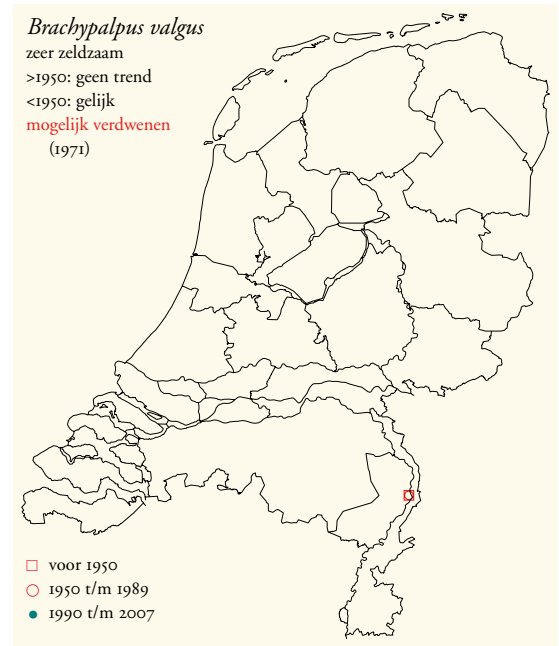 Brachypalpus valgus
zeer zeldzaam
>1950: geen trend
<1950: gelijk
mogelijk verdwenen
(1971)
voor 1950
1950 t/m 1989
1990 t/m 2007